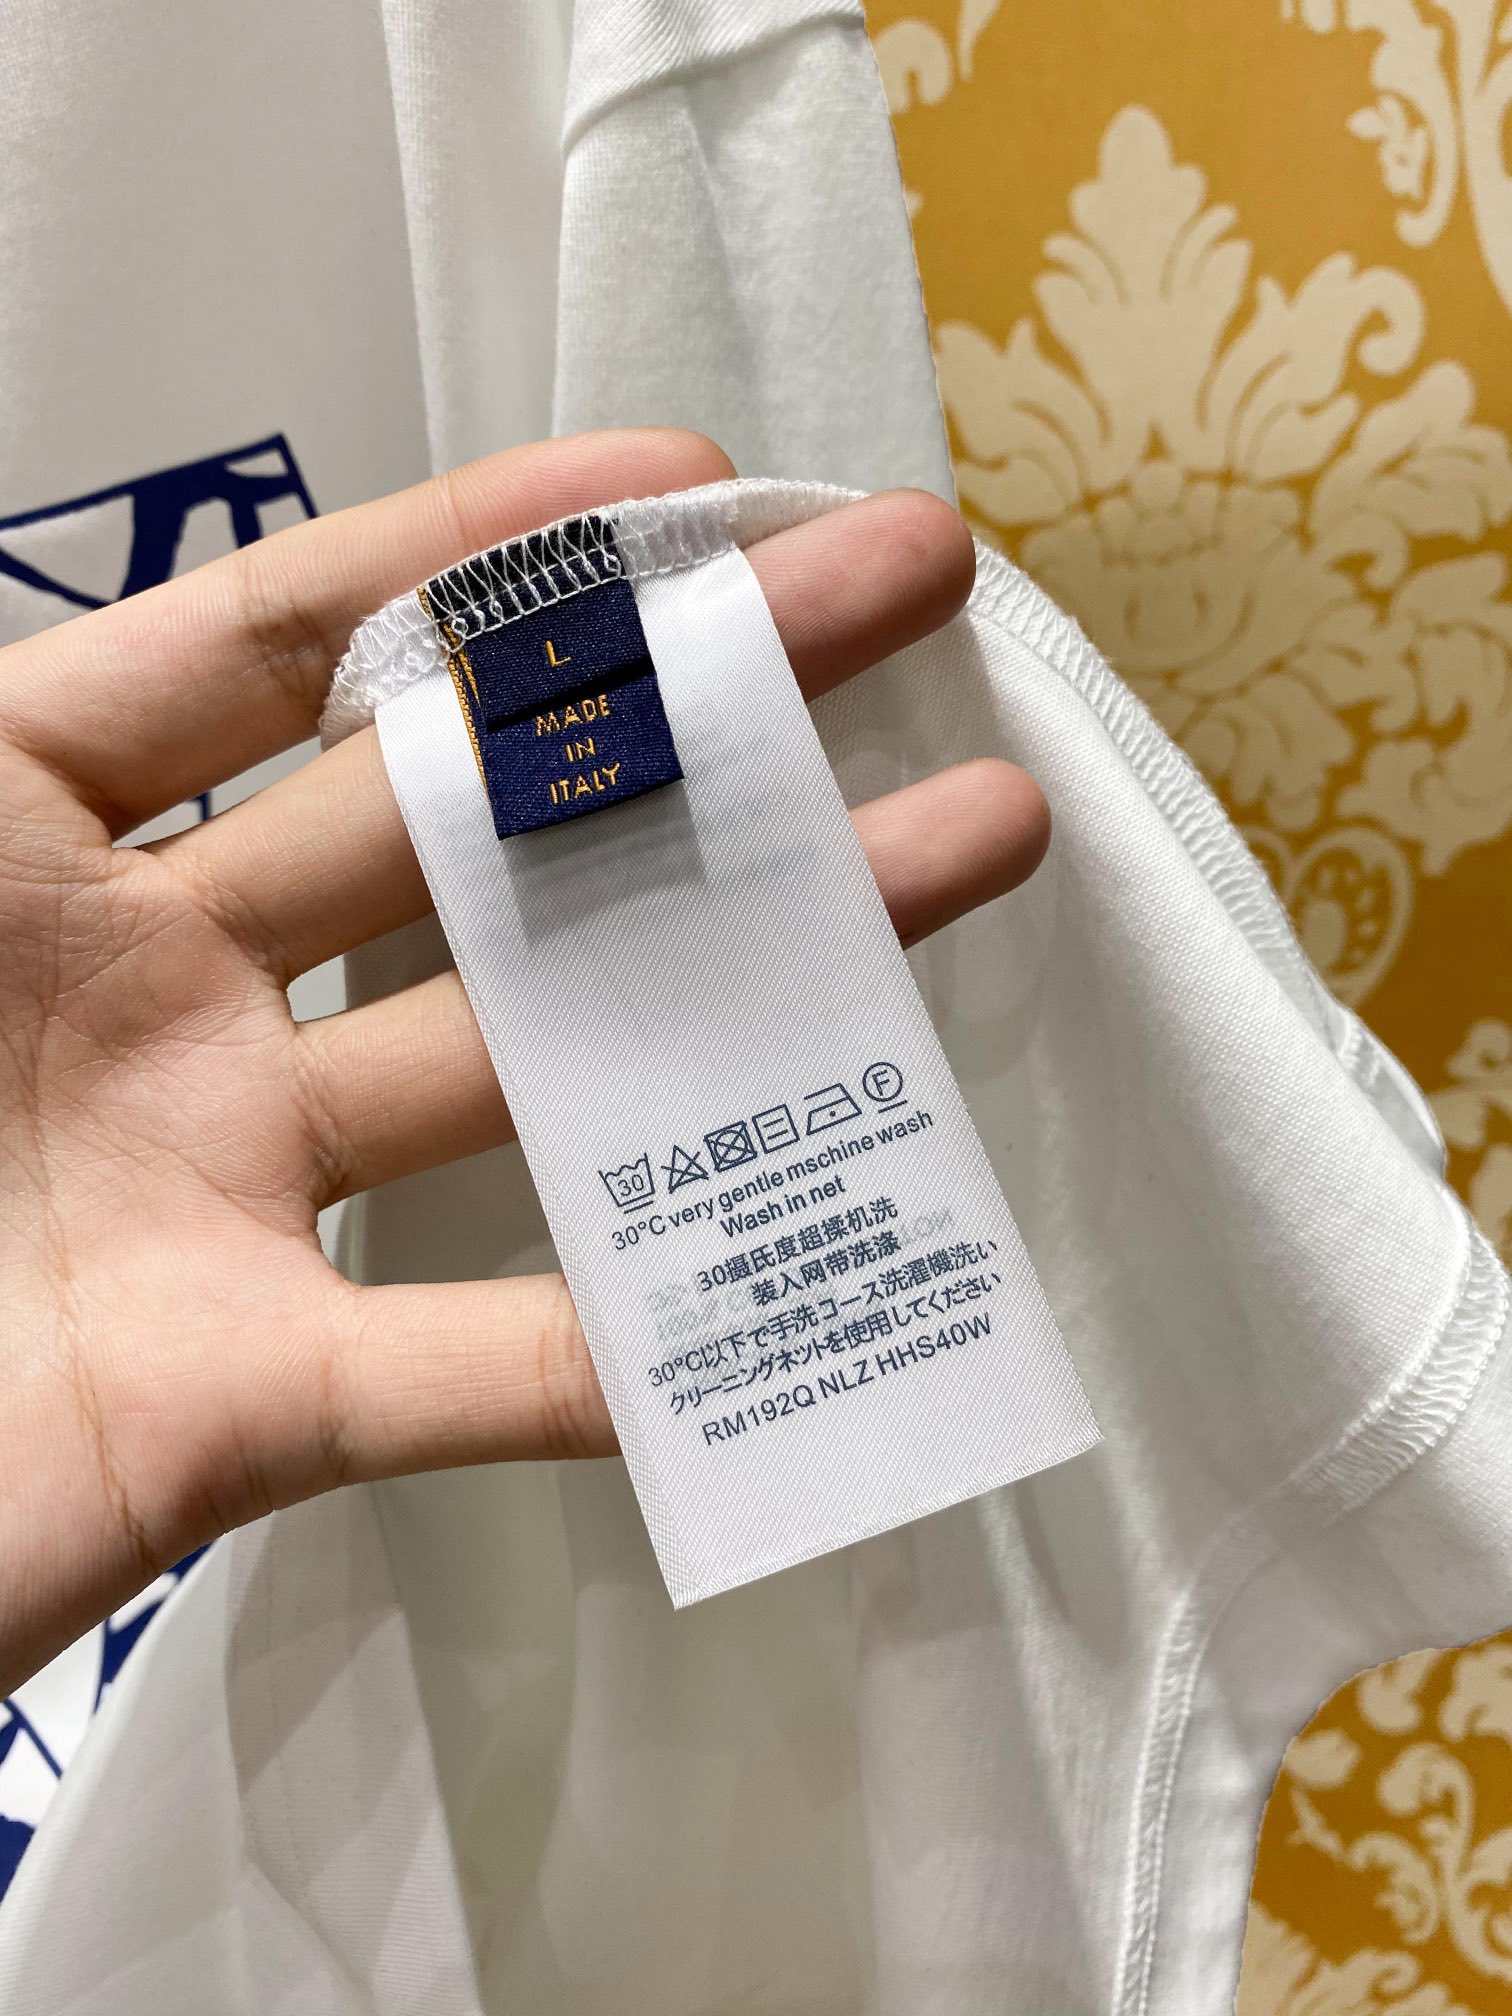 L
MADE
IN
ITALY
30
F
30°C very gentle mschine wash
Wash in net
30摄氏度超揉机洗
装入网带洗涤
30°C以下で手洗コース洗濯機洗い
クリーニングネットを使用してください
RM192Q NLZ HHS40W